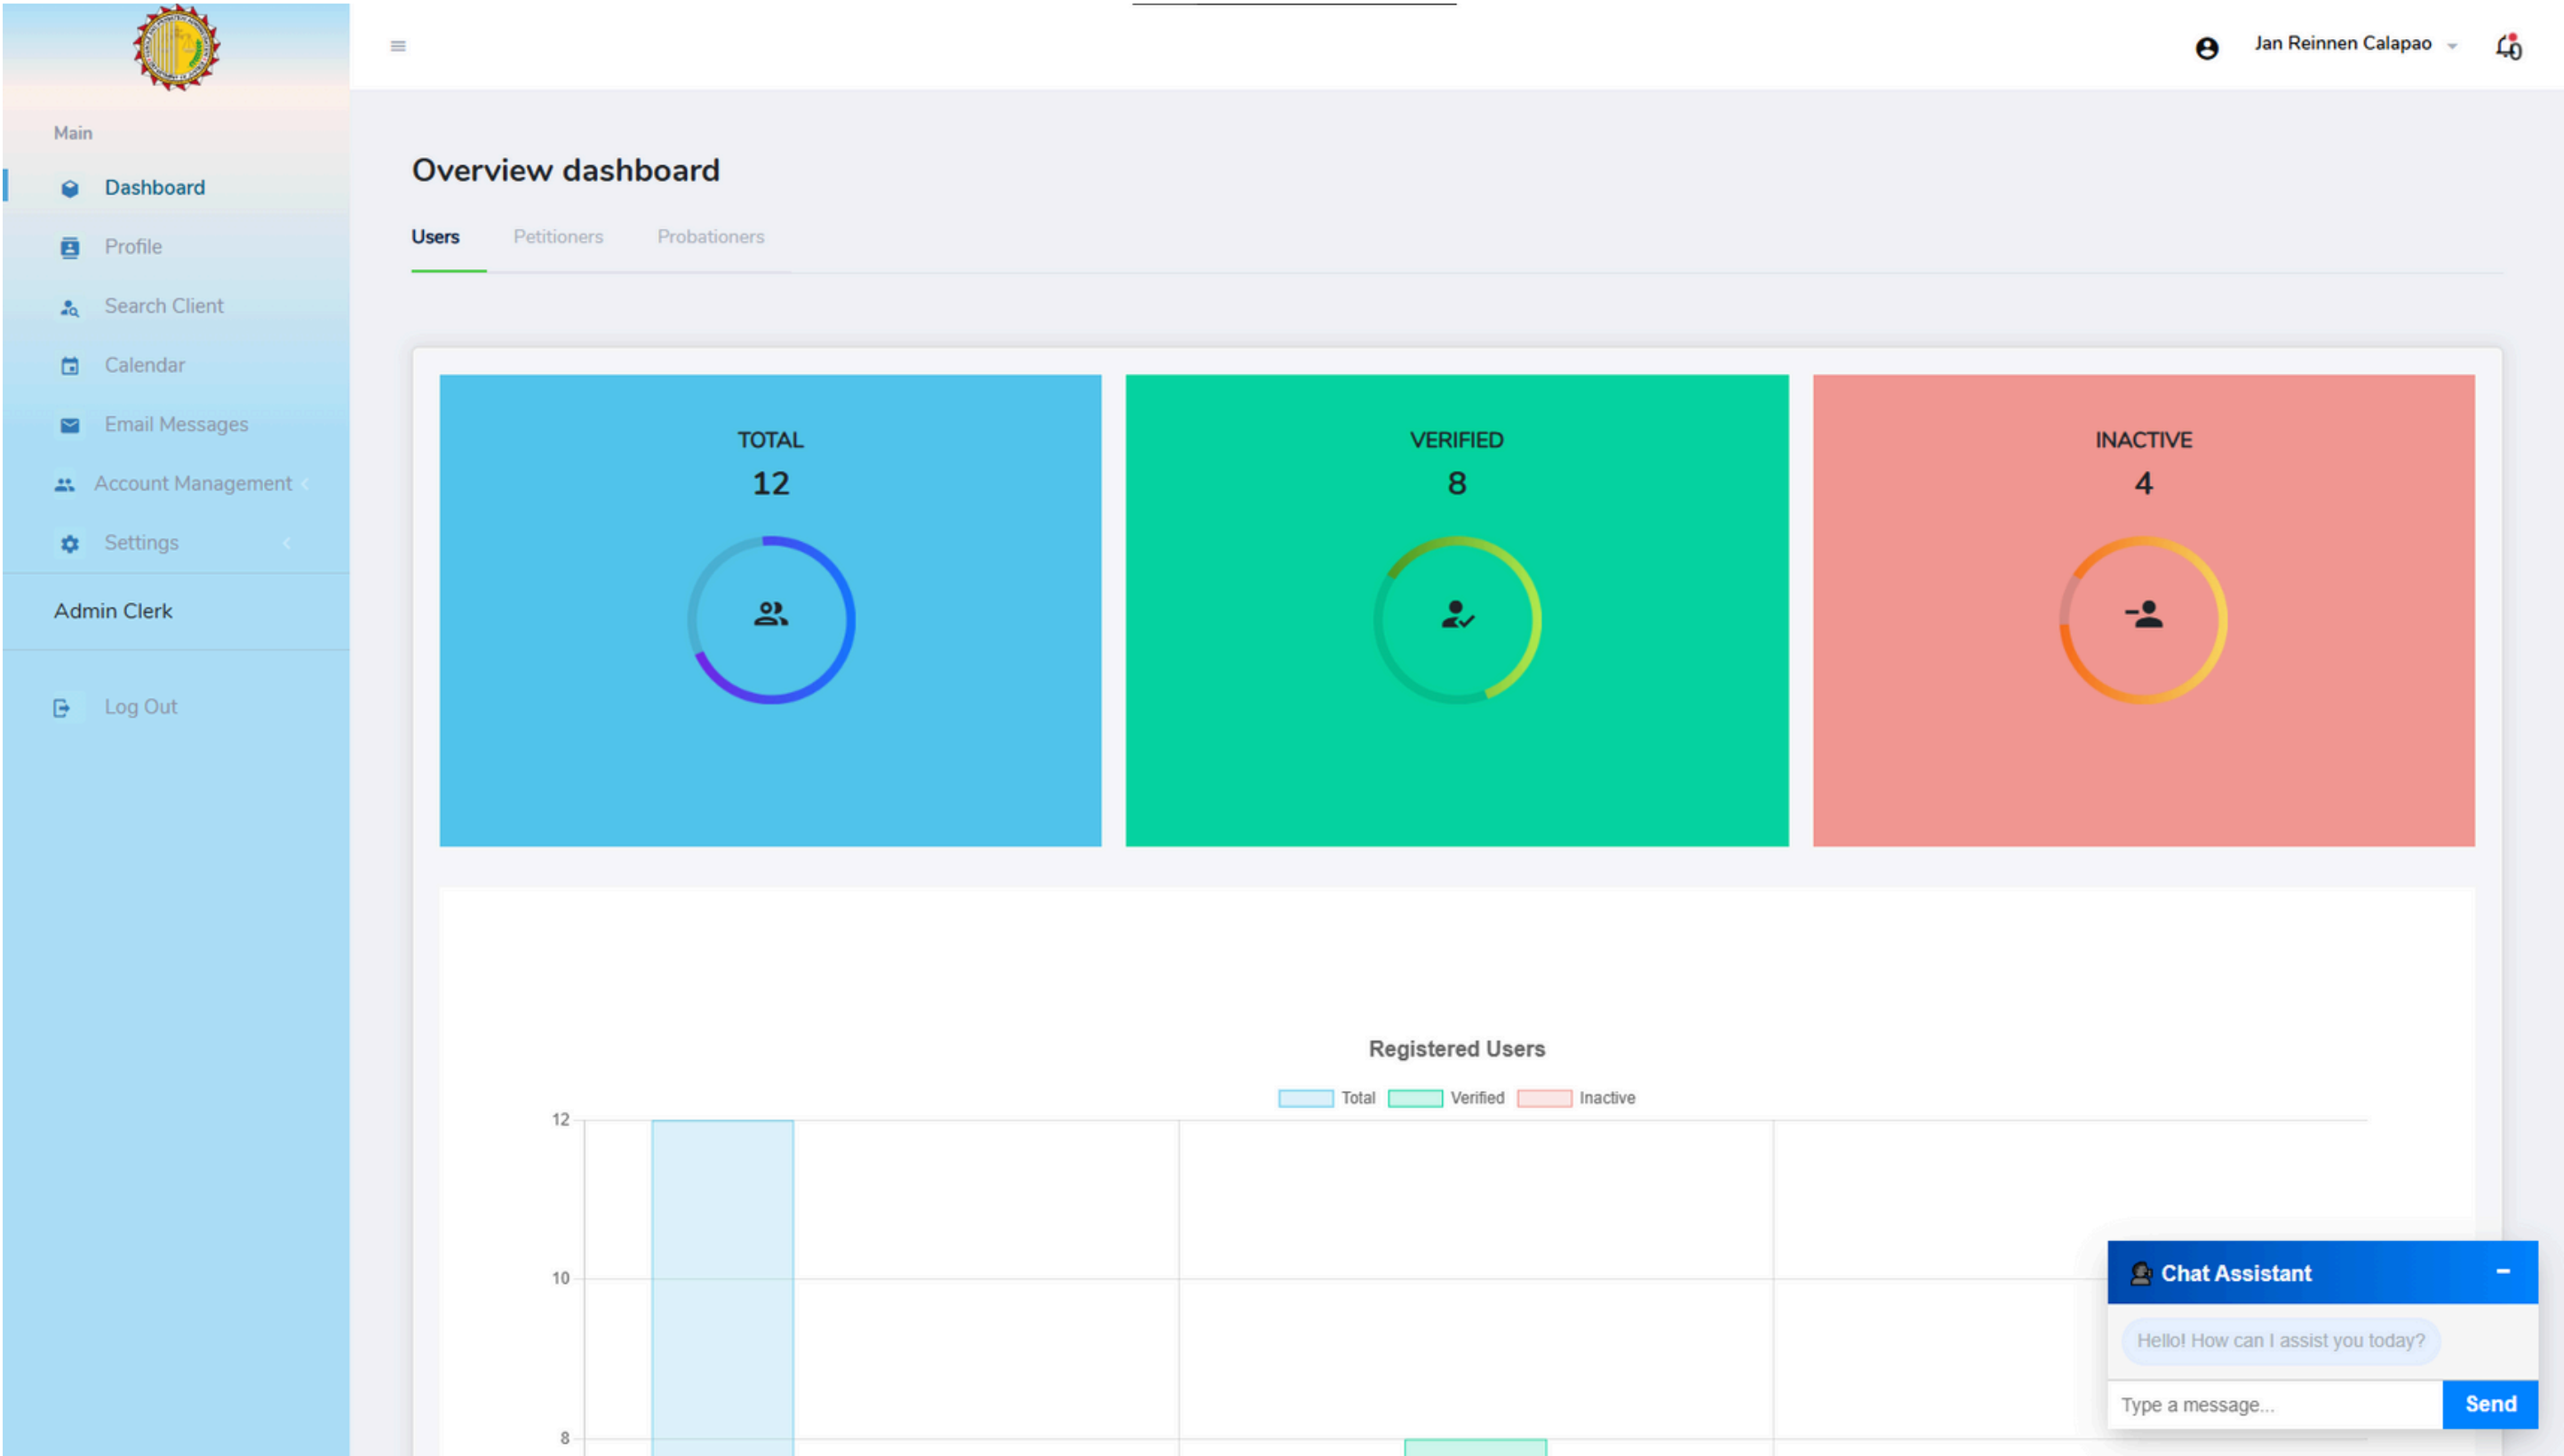 Jan Reinnen Calapao
0
Main
Dashboard
Profile
Search Client
Calendar
Email Messages
Account Management
Settings
Admin Clerk
Log Out
Overview dashboard
Users Petitioners Probationers
TOTAL
12
VERIFIED
8
INACTIVE
4
Registered Users
Total Verified Inactive
12
10
8
Chat Assistant
Hello! How can I assist you today?
Type a message...
Send